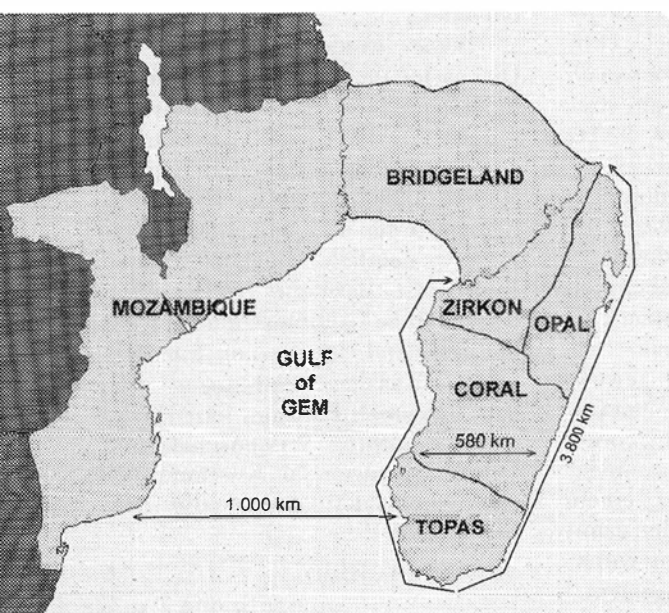 BRIDGELAND
MOZAMBIQUE
ZIRKON
OPAL
GULF
of
GEM
CORAL
580 km
3.800 km
1.000 km
TOPAS